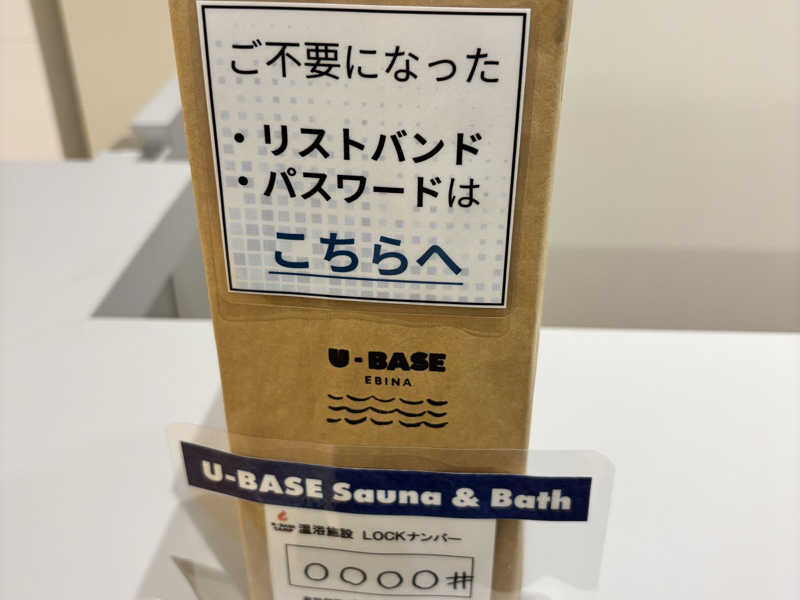 ご不要になった
・リストバンド
・パスワードは
こちらへ
U-BASE
EBINA
U-BASE Sauna & Bath
温浴施設 LOCKナンバー
〇〇〇〇#